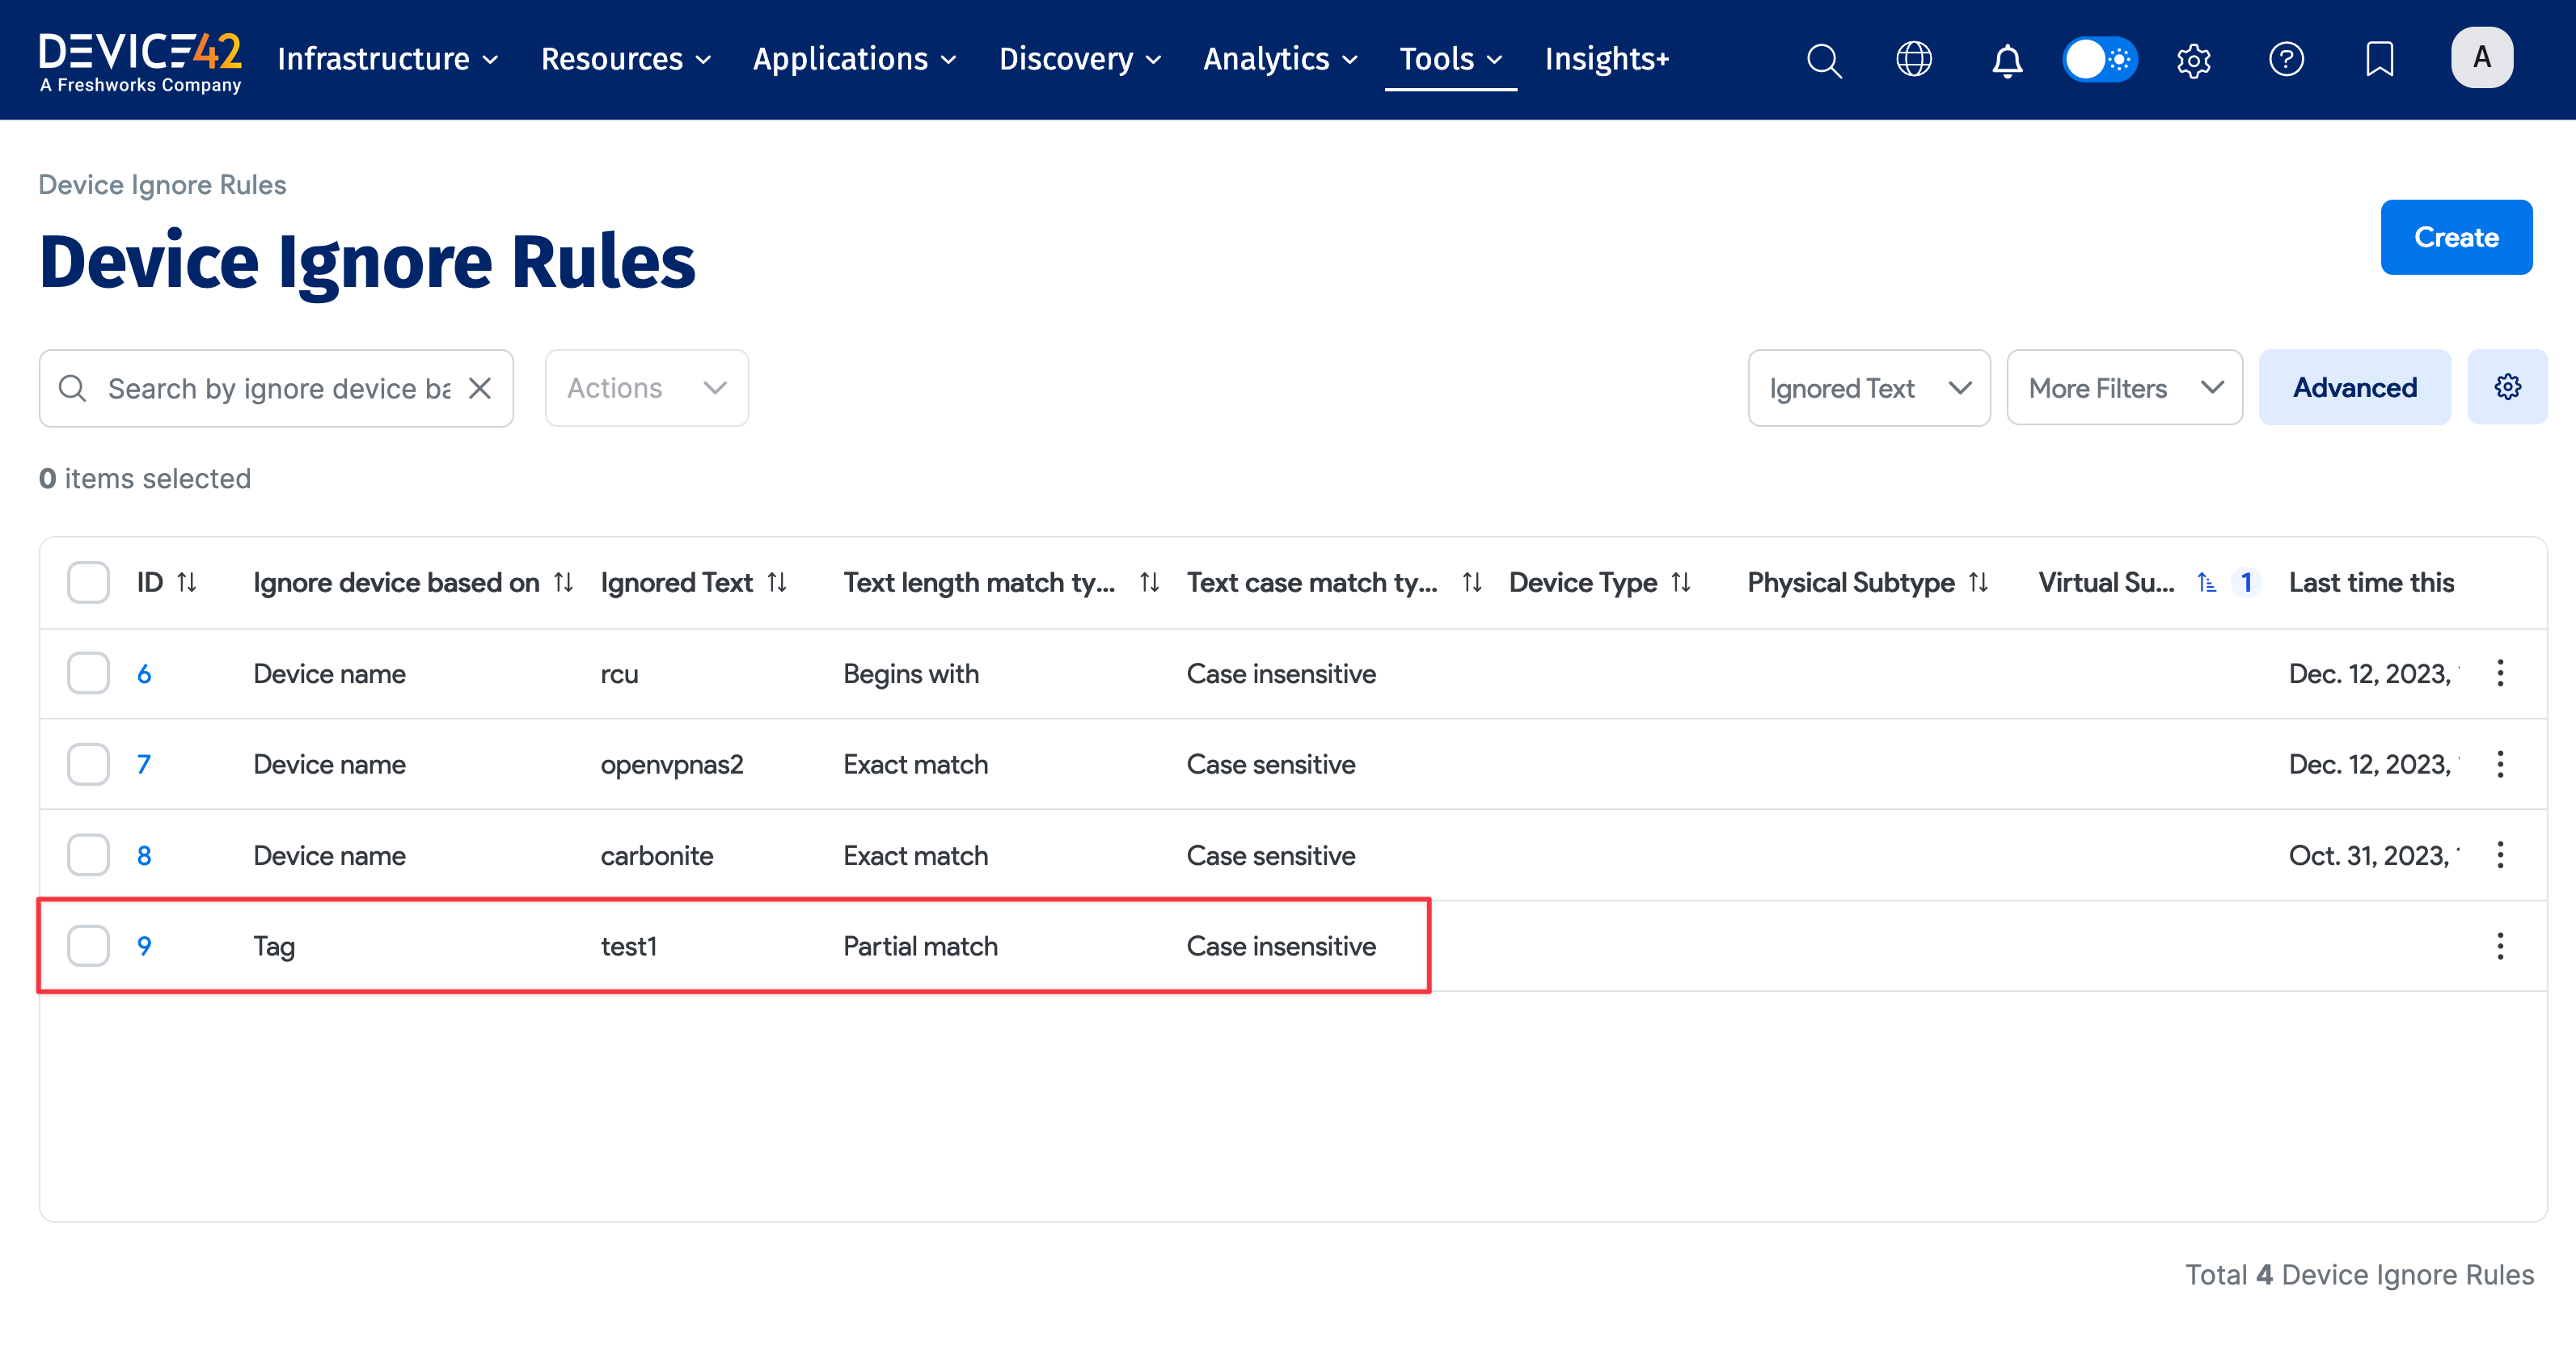 DEVICE42
A Freshworks Company
Infrastructure Resources Applications Discovery Analytics Tools Insights+ A
Device Ignore Rules
Device Ignore Rules
Create
Search by ignore device ba
Actions
Ignored Text
More Filters
Advanced
0 items selected
ID Ignore device based on Ignored Text Text length match ty... Text case match ty... Device Type Physical Subtype Virtual Su... 1 Last time this
6 Device name rcu Begins with Case insensitive Dec. 12, 2023,
7 Device name openvpnas2 Exact match Case sensitive Dec. 12, 2023,
8 Device name carbonite Exact match Case sensitive Oct. 31, 2023,
9 Tag test1 Partial match Case insensitive
Total 4 Device Ignore Rules